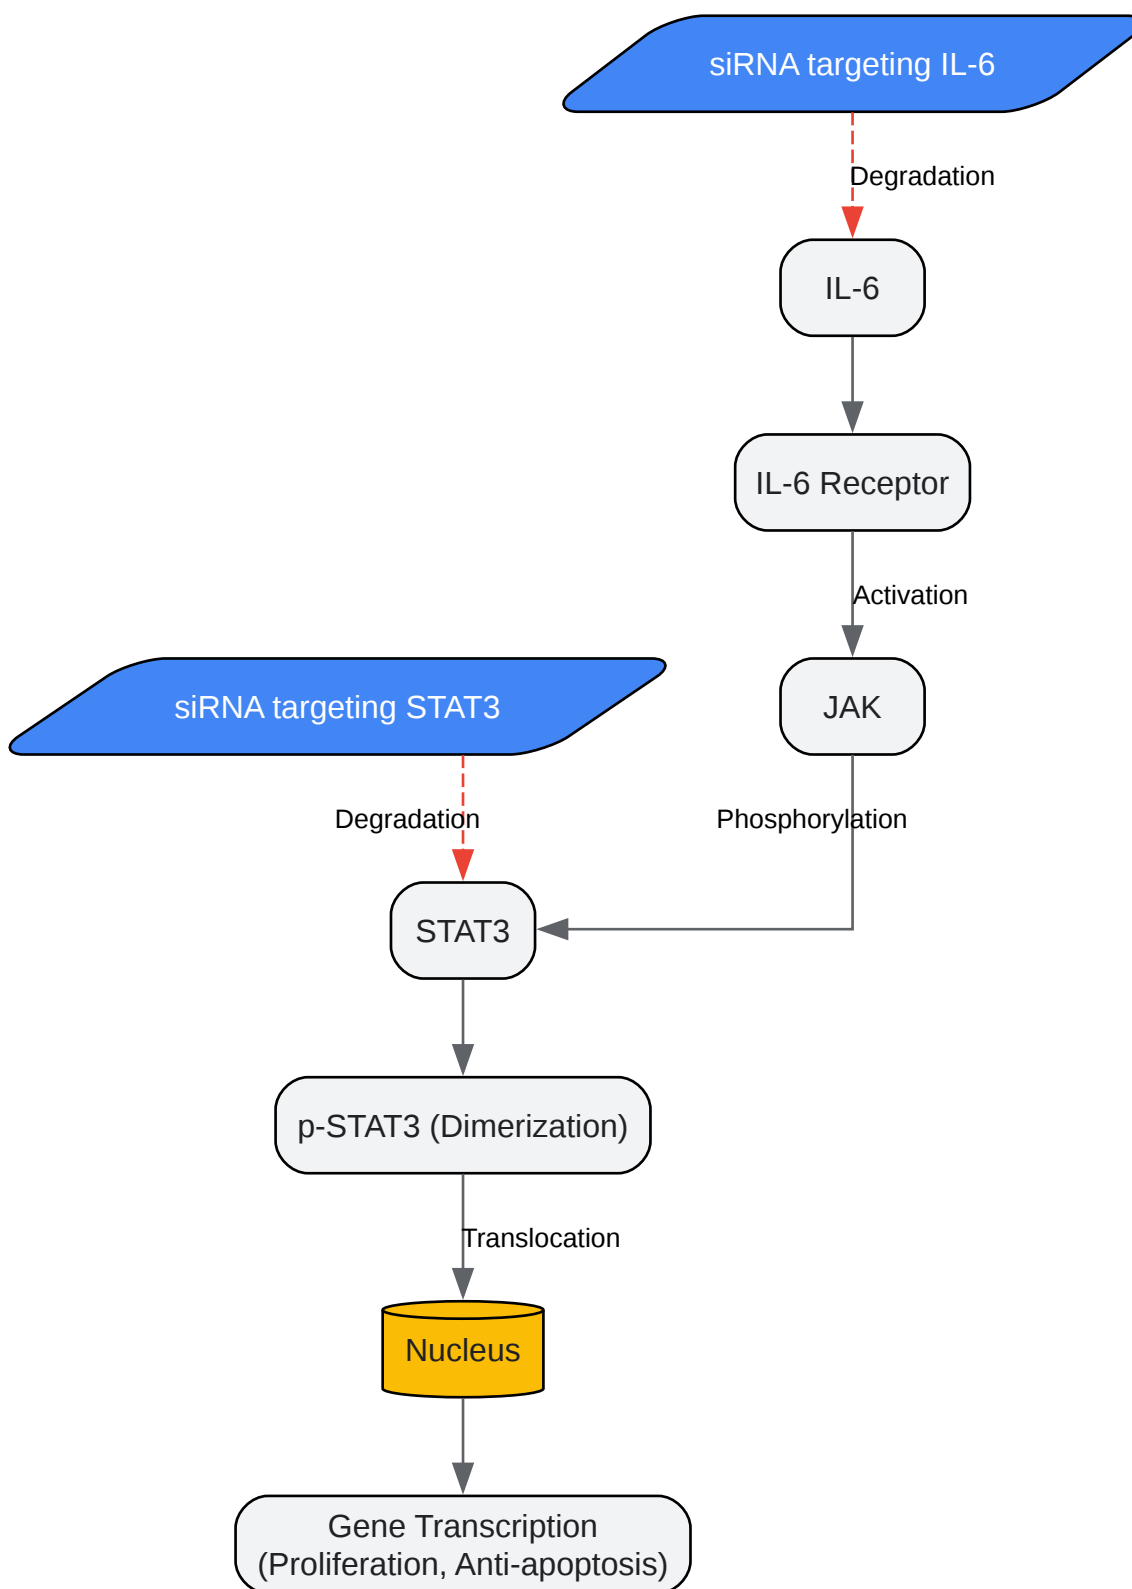 siRNA targeting IL-6
Degradation
IL-6
IL-6 Receptor
Activation
siRNA targeting STAT3
JAK
Degradation
Phosphorylation
STAT3
p-STAT3 (Dimerization)
Translocation
Nucleus
Gene Transcription
(Proliferation, Anti-apoptosis)